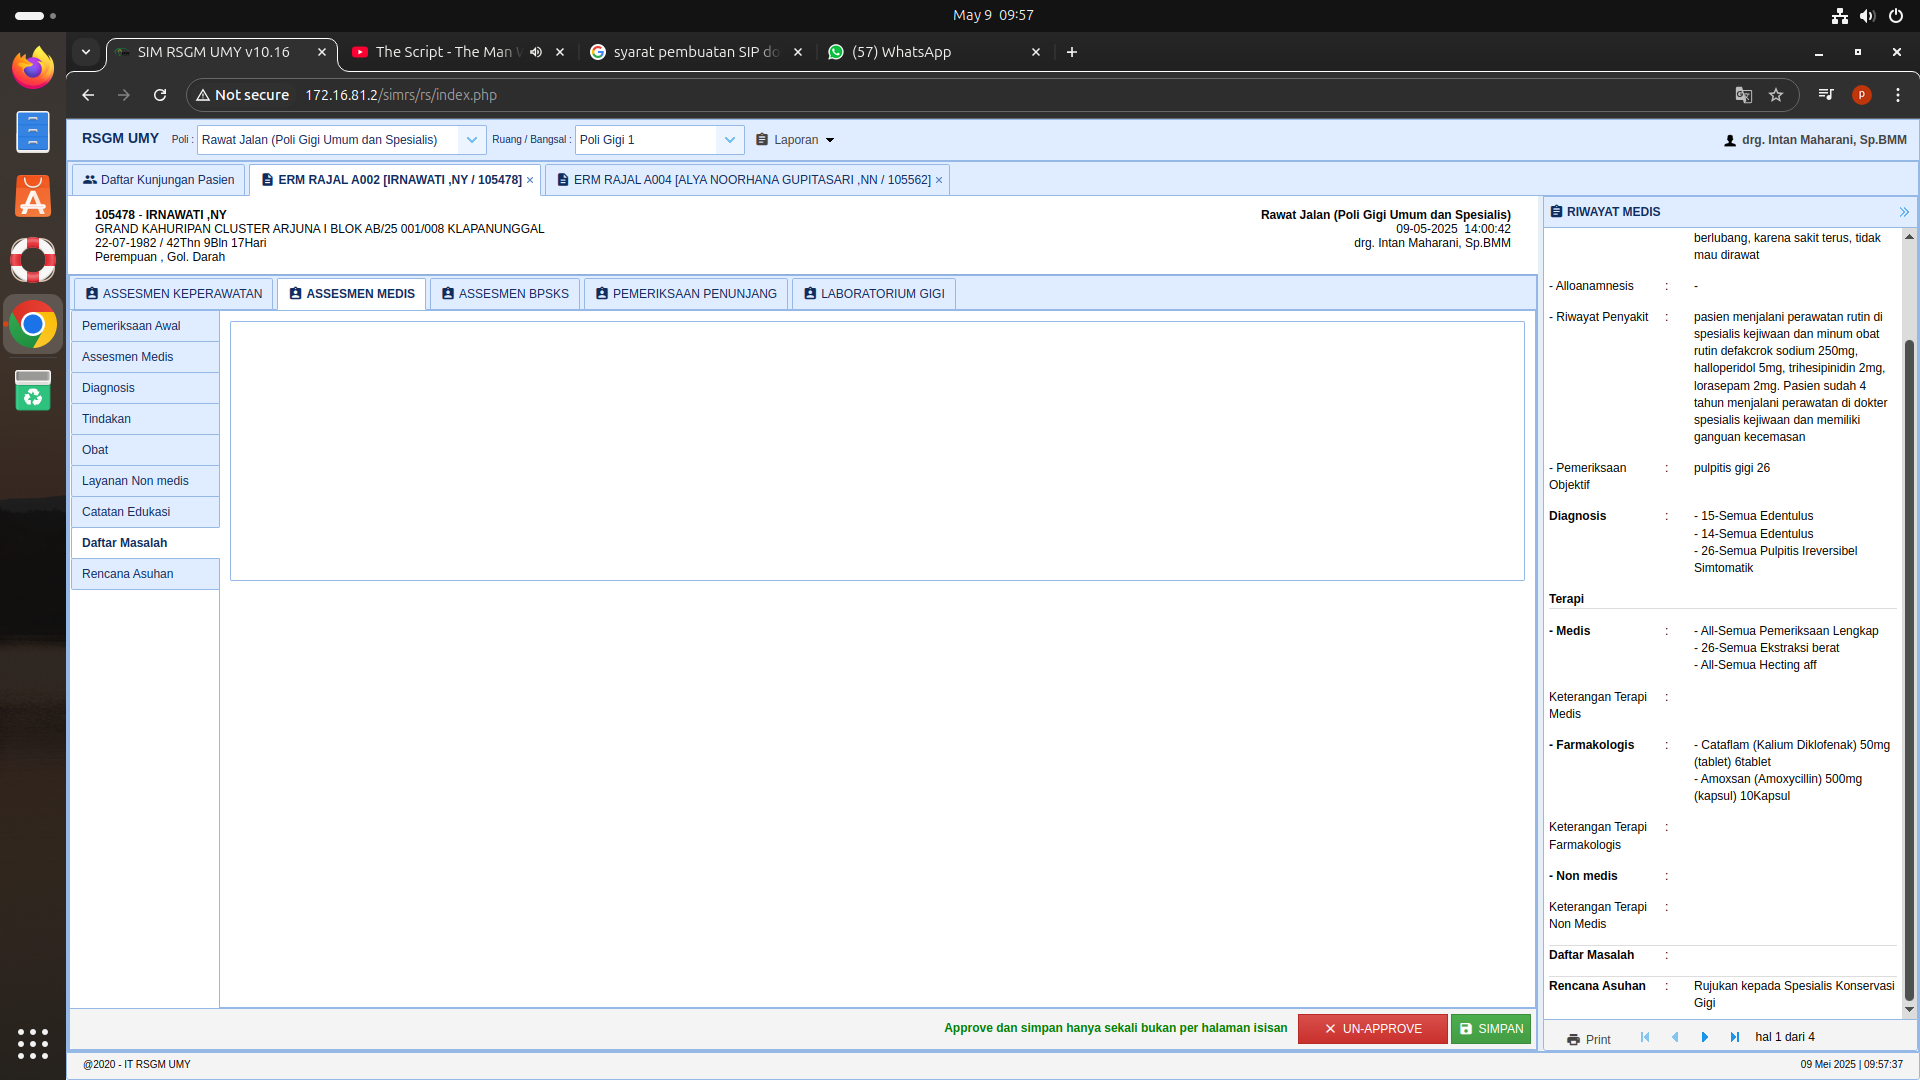 May 9 09:57
SIM RSGM UMY v10.16
The Script - The Man
syarat pembuatan SIP do
(57) WhatsApp
Not secure 172.16.81.2/simrs/rs/index.php
p
RSGM UMY Poli : Rawat Jalan (Poli Gigi Umum dan Spesialis) Ruang / Bangsal : Poli Gigi 1 Laporan
drg. Intan Maharani, Sp.BMM
Daftar Kunjungan Pasien
ERM RAJAL A002 [IRNAWATI ,NY / 105478] ×
ERM RAJAL A004 [ALYA NOORHANA GUPITASARI ,NN / 105562] ×
105478 - IRNAWATI ,NY
GRAND KAHURIPAN CLUSTER ARJUNA I BLOK AB/25 001/008 KLAPANUNGGAL
22-07-1982 / 42Thn 9Bln 17Hari
Perempuan , Gol. Darah
Rawat Jalan (Poli Gigi Umum dan Spesialis)
09-05-2025 14:00:42
drg. Intan Maharani, Sp.BMM
ASSESMEN KEPERAWATAN
ASSESMEN MEDIS
ASSESMEN BPSKS
PEMERIKSAAN PENUNJANG
LABORATORIUM GIGI
Pemeriksaan Awal
Assesmen Medis
Diagnosis
Tindakan
Obat
Layanan Non medis
Catatan Edukasi
Daftar Masalah
Rencana Asuhan
Approve dan simpan hanya sekali bukan per halaman isisan
UN-APPROVE
SIMPAN
RIWAYAT MEDIS
berlubang, karena sakit terus, tidak
mau dirawat
- Alloanamnesis : -
- Riwayat Penyakit : pasien menjalani perawatan rutin di
spesialis kejiwaan dan minum obat
rutin defakcrok sodium 250mg,
halloperidol 5mg, trihesipinidin 2mg,
lorasepam 2mg. Pasien sudah 4
tahun menjalani perawatan di dokter
spesialis kejiwaan dan memiliki
ganguan kecemasan
- Pemeriksaan : pulpitis gigi 26
Objektif
Diagnosis : - 15-Semua Edentulus
- 14-Semua Edentulus
- 26-Semua Pulpitis Ireversibel
Simtomatik
Terapi
- Medis : - All-Semua Pemeriksaan Lengkap
- 26-Semua Ekstraksi berat
- All-Semua Hecting aff
Keterangan Terapi :
Medis
- Farmakologis : - Cataflam (Kalium Diklofenak) 50mg
(tablet) 6tablet
- Amoxsan (Amoxycillin) 500mg
(kapsul) 10Kapsul
Keterangan Terapi :
Farmakologis
- Non medis :
Keterangan Terapi :
Non Medis
Daftar Masalah :
Rencana Asuhan : Rujukan kepada Spesialis Konservasi
Gigi
Print hal 1 dari 4
@2020 - IT RSGM UMY
09 Mei 2025 | 09:57:37